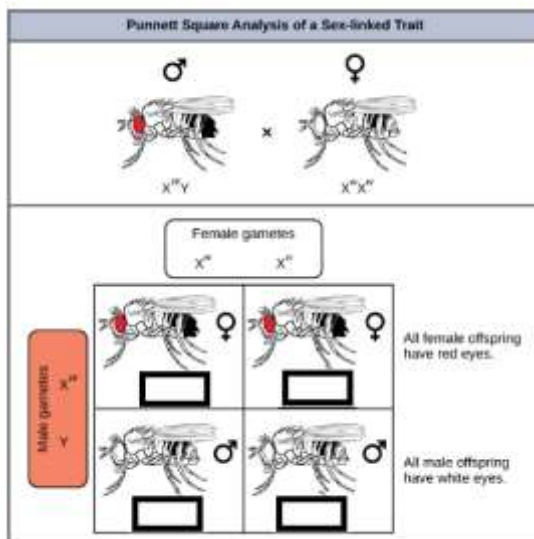 Punnett Square Analysis of a Sex-linked Trait
♂ ♀
x
Female gametes
Male gametes
Y
♀ ♀
All female offspring
have red eyes.
♂ ♂
All male offspring
have white eyes.